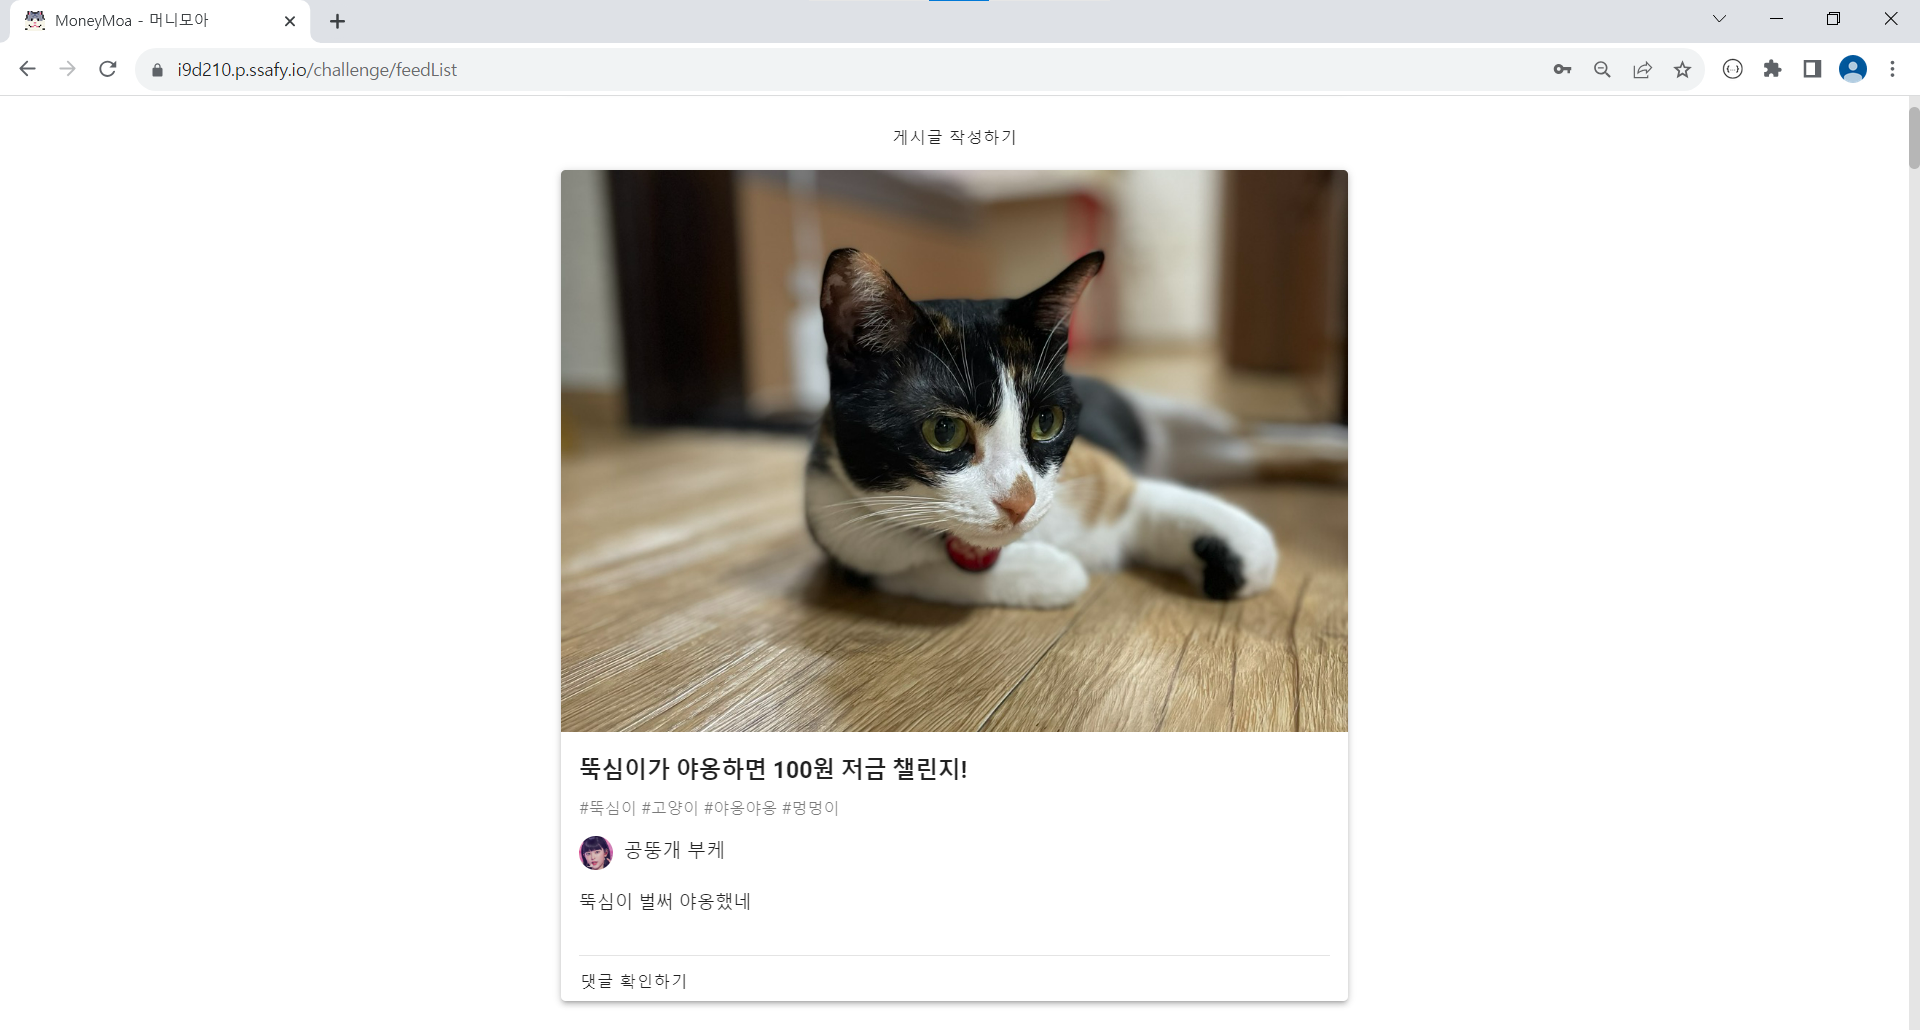 MoneyMoa - 머니모아
i9d210.p.ssafy.io/challenge/feedList
게시글 작성하기
뚝심이가 야옹하면 100원 저금 챌린지!
#뚝심이 #고양이 #야옹야옹 #멍멍이
공뚱개 부케
뚝심이 벌써 야옹했네
댓글 확인하기